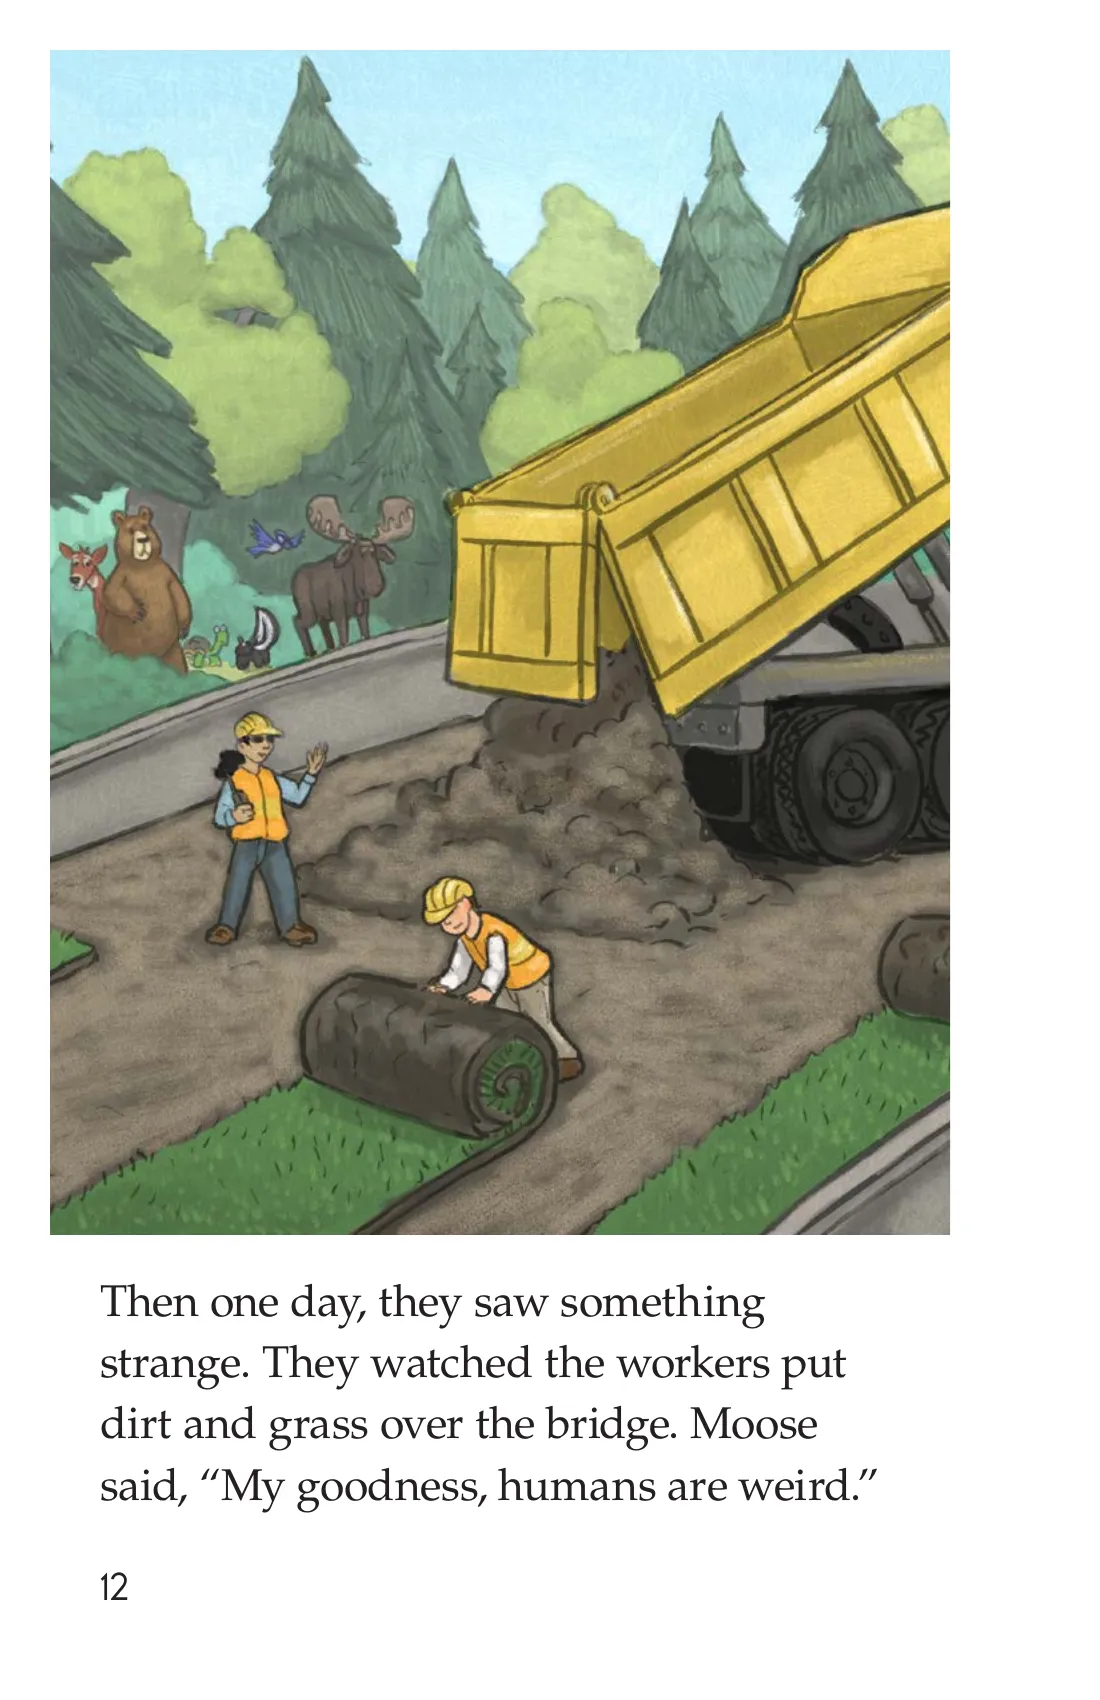 Then one day, they saw something
strange. They watched the workers put
dirt and grass over the bridge. Moose
said, “My goodness, humans are weird.”
12